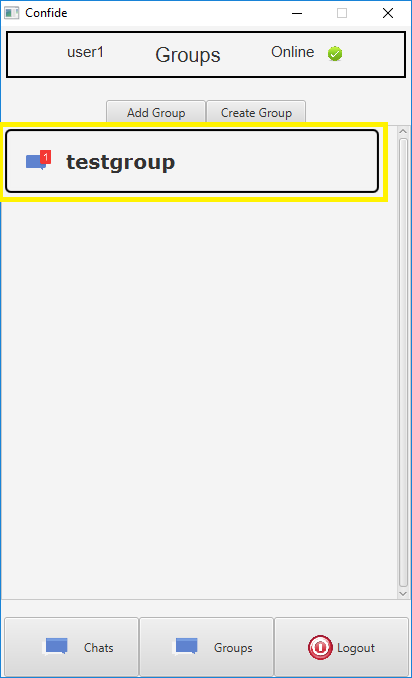 Confide
user1 Groups Online
Add Group Create Group
1 testgroup
Chats Groups Logout